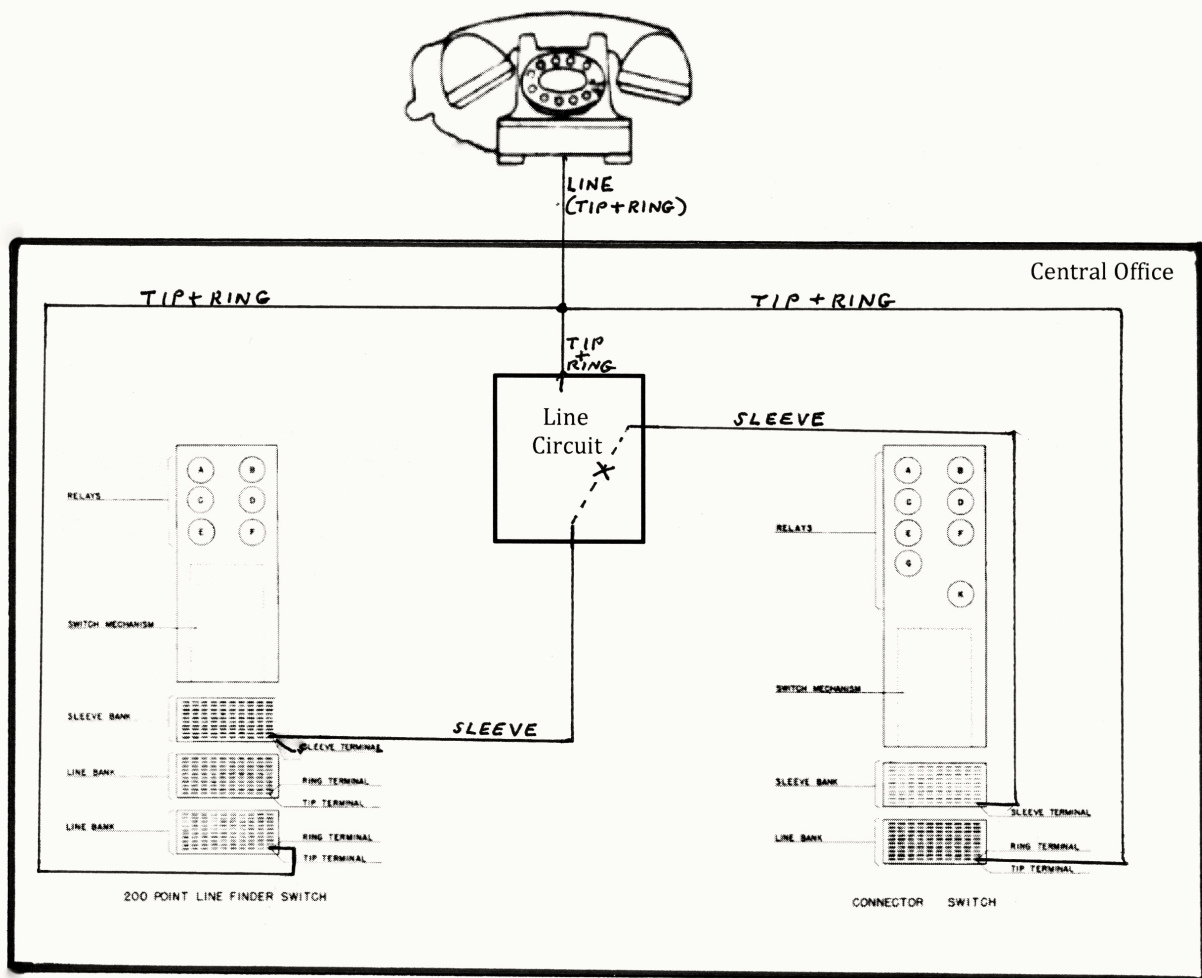 LINE
(TIP+RING)
Central Office
TIP+RING
TIP+RING
TIP
+
RING
Line
Circuit
SLEEVE
RELAYS
A B
C D
E F
SWITCH MECHANISM
SLEEVE BANK
SLEEVE
SLEEVE TERMINAL
LINE BANK
RING TERMINAL
TIP TERMINAL
LINE BANK
RING TERMINAL
TIP TERMINAL
200 POINT LINE FINDER SWITCH
RELAYS
A B
C D
E F
G
K
SWITCH MECHANISM
SLEEVE BANK
SLEEVE TERMINAL
LINE BANK
RING TERMINAL
TIP TERMINAL
CONNECTOR SWITCH